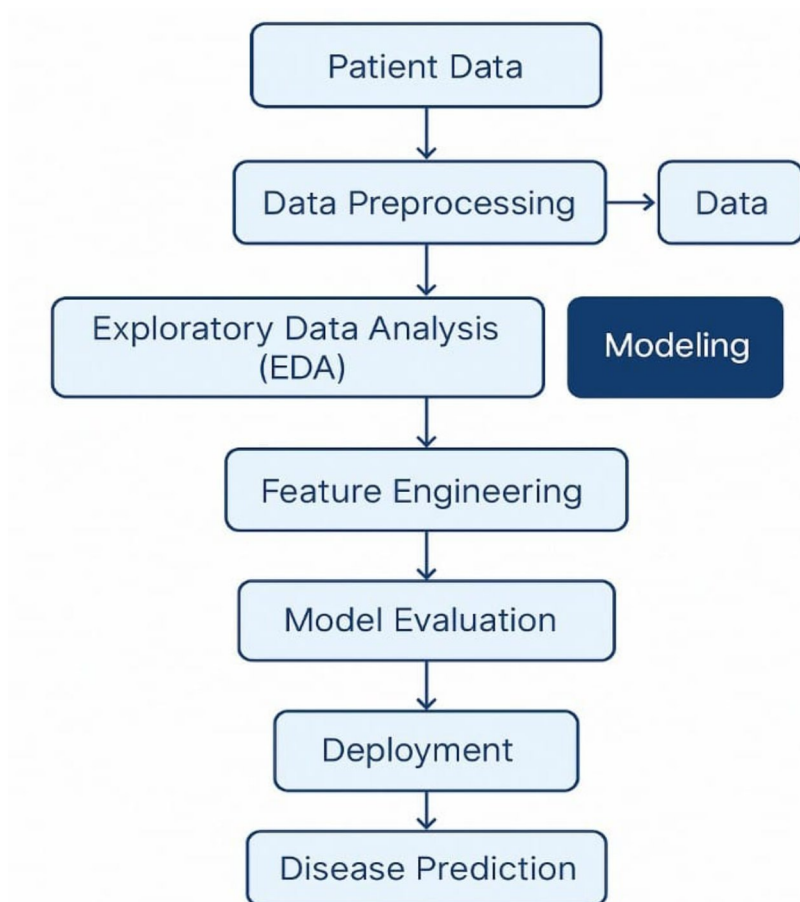 Patient Data
Data Preprocessing
Data
Exploratory Data Analysis
(EDA)
Modeling
Feature Engineering
Model Evaluation
Deployment
Disease Prediction